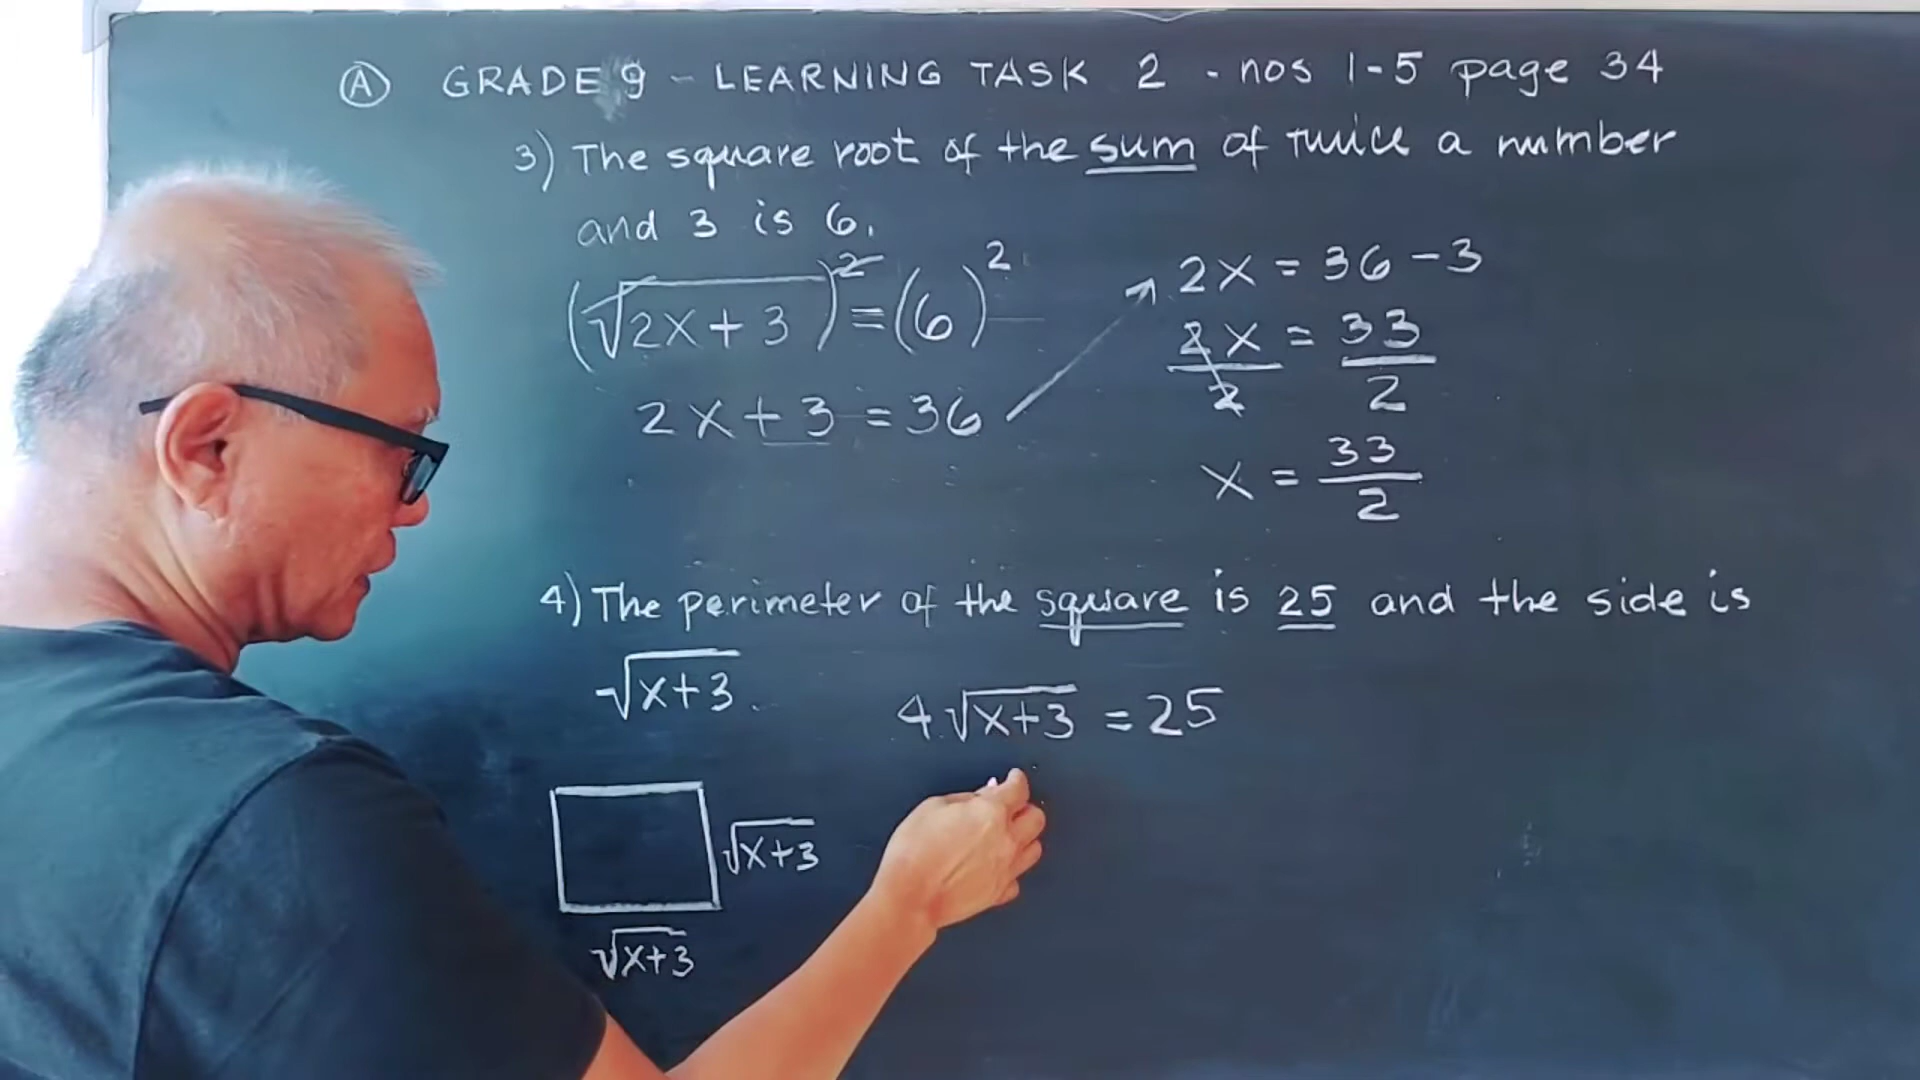 Ⓐ GRADE 9 - LEARNING TASK 2 - nos 1-5 page 34
3) The square root of the sum of twice a number
and 3 is 6.
(√2x+3)² = (6)²
2x+3 = 36
2x = 36-3
2x/2 = 33/2
x = 33/2
4) The perimeter of the square is 25 and the side is
√x+3.
4√x+3 = 25
√x+3
√x+3